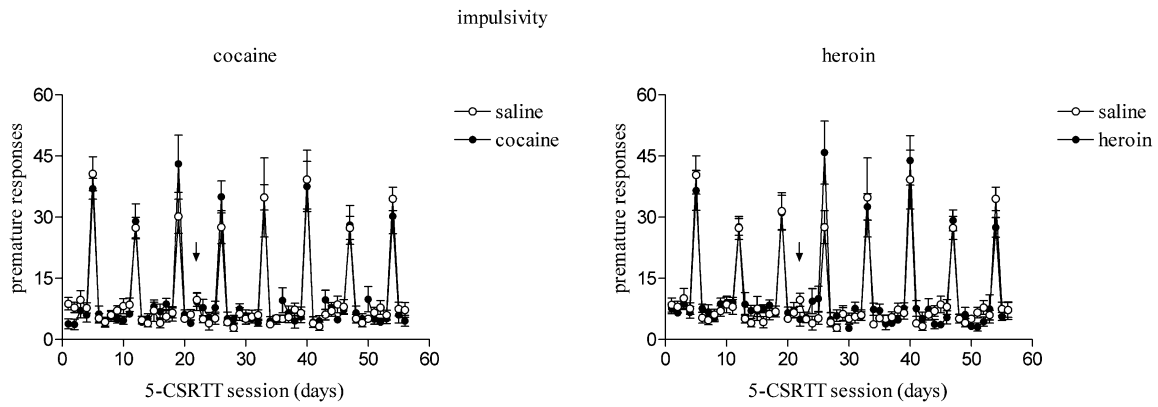 impulsivity
cocaine
60
45
30
15
0
premature responses
0 10 20 30 40 50 60
5-CSRTT session (days)
saline
cocaine
heroin
60
45
30
15
0
premature responses
0 10 20 30 40 50 60
5-CSRTT session (days)
saline
heroin